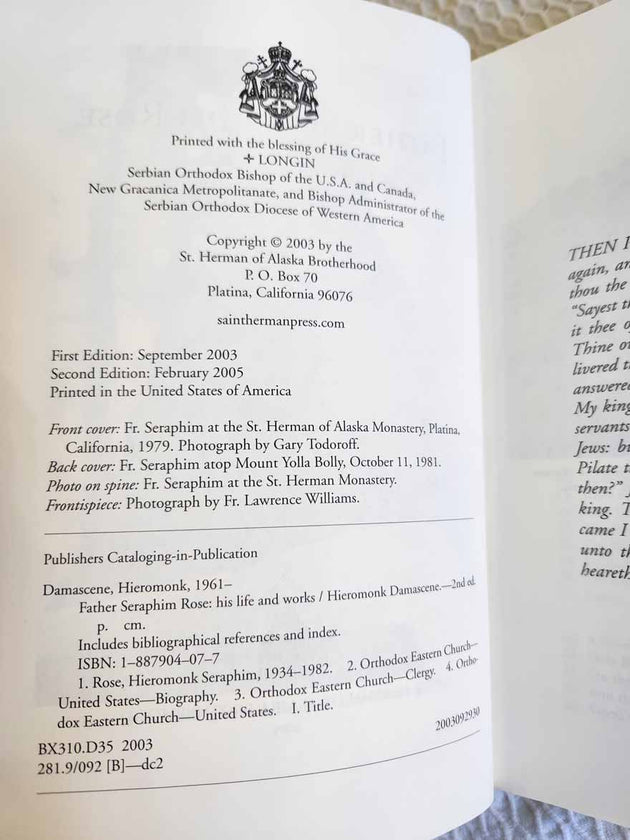 Printed with the blessing of His Grace
✢ LONGIN
Serbian Orthodox Bishop of the U.S.A. and Canada,
New Gracanica Metropolitanate, and Bishop Administrator of the
Serbian Orthodox Diocese of Western America
Copyright © 2003 by the
St. Herman of Alaska Brotherhood
P. O. Box 70
Platina, California 96076
sainthermanpress.com
First Edition: September 2003
Second Edition: February 2005
Printed in the United States of America
Front cover: Fr. Seraphim at the St. Herman of Alaska Monastery, Platina,
California, 1979. Photograph by Gary Todoroff.
Back cover: Fr. Seraphim atop Mount Yolla Bolly, October 11, 1981.
Photo on spine: Fr. Seraphim at the St. Herman Monastery.
Frontispiece: Photograph by Fr. Lawrence Williams.
Publishers Cataloging-in-Publication
Damascene, Hieromonk, 1961–
Father Seraphim Rose: his life and works / Hieromonk Damascene.—2nd ed.
p. cm.
Includes bibliographical references and index.
ISBN: 1–887904–07–7
1. Rose, Hieromonk Seraphim, 1934–1982. 2. Orthodox Eastern Church—
United States—Biography. 3. Orthodox Eastern Church—Clergy. 4. Ortho-
dox Eastern Church—United States. I. Title.
BX310.D35 2003
2003092930
281.9/092 [B]—dc2
THEN
again,
thou the
"Sayest
it thee
Thine
livered
answered
My
servants
Jews:
Pilate
then?"
king.
came I
unto
heareth